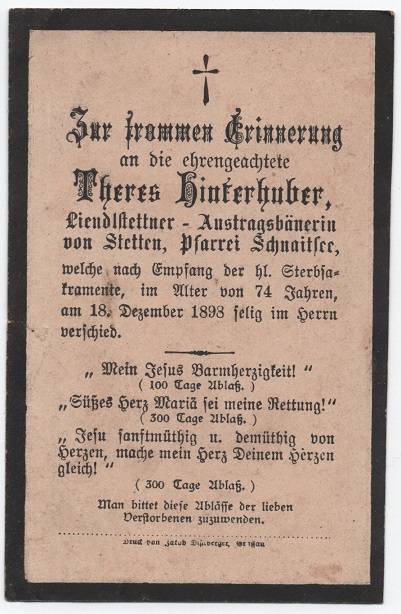 Zur frommen Erinnerung
an die ehrengeachtete
Theres Hinterhuber,
Liendlstettner - Austragsbäuerin
von Stetten, Pfarrei Schnaitsee,
welche nach Empfang der hl. Sterbsa-
kramente, im Alter von 74 Jahren,
am 18. Dezember 1898 selig im Herrn
verschied.
„ Mein Jesus Barmherzigkeit! "
( 100 Tage Ablaß. )
„Süßes Herz Mariä sei meine Rettung!"
( 300 Tage Ablaß. )
„ Jesu sanftmüthig u. demüthig von
Herzen, mache mein Herz Deinem Herzen
gleich! "
( 300 Tage Ablaß. )
Man bittet diese Ablässe der lieben
Verstorbenen zuzuwenden.
Druck von Jakob